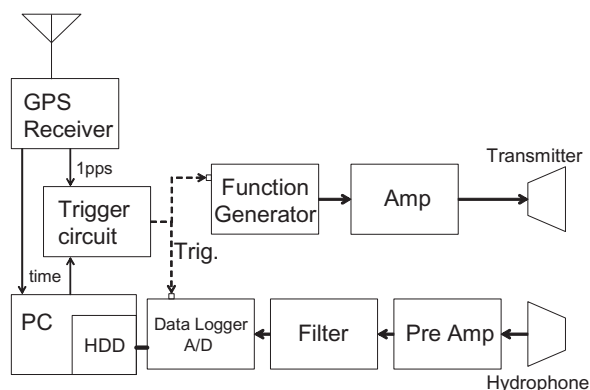 GPS
Receiver
1pps
Trigger
circuit
Trig.
time
Function
Generator
Amp
Transmitter
PC
HDD
Data Logger
A/D
Filter
Pre Amp
Hydrophone